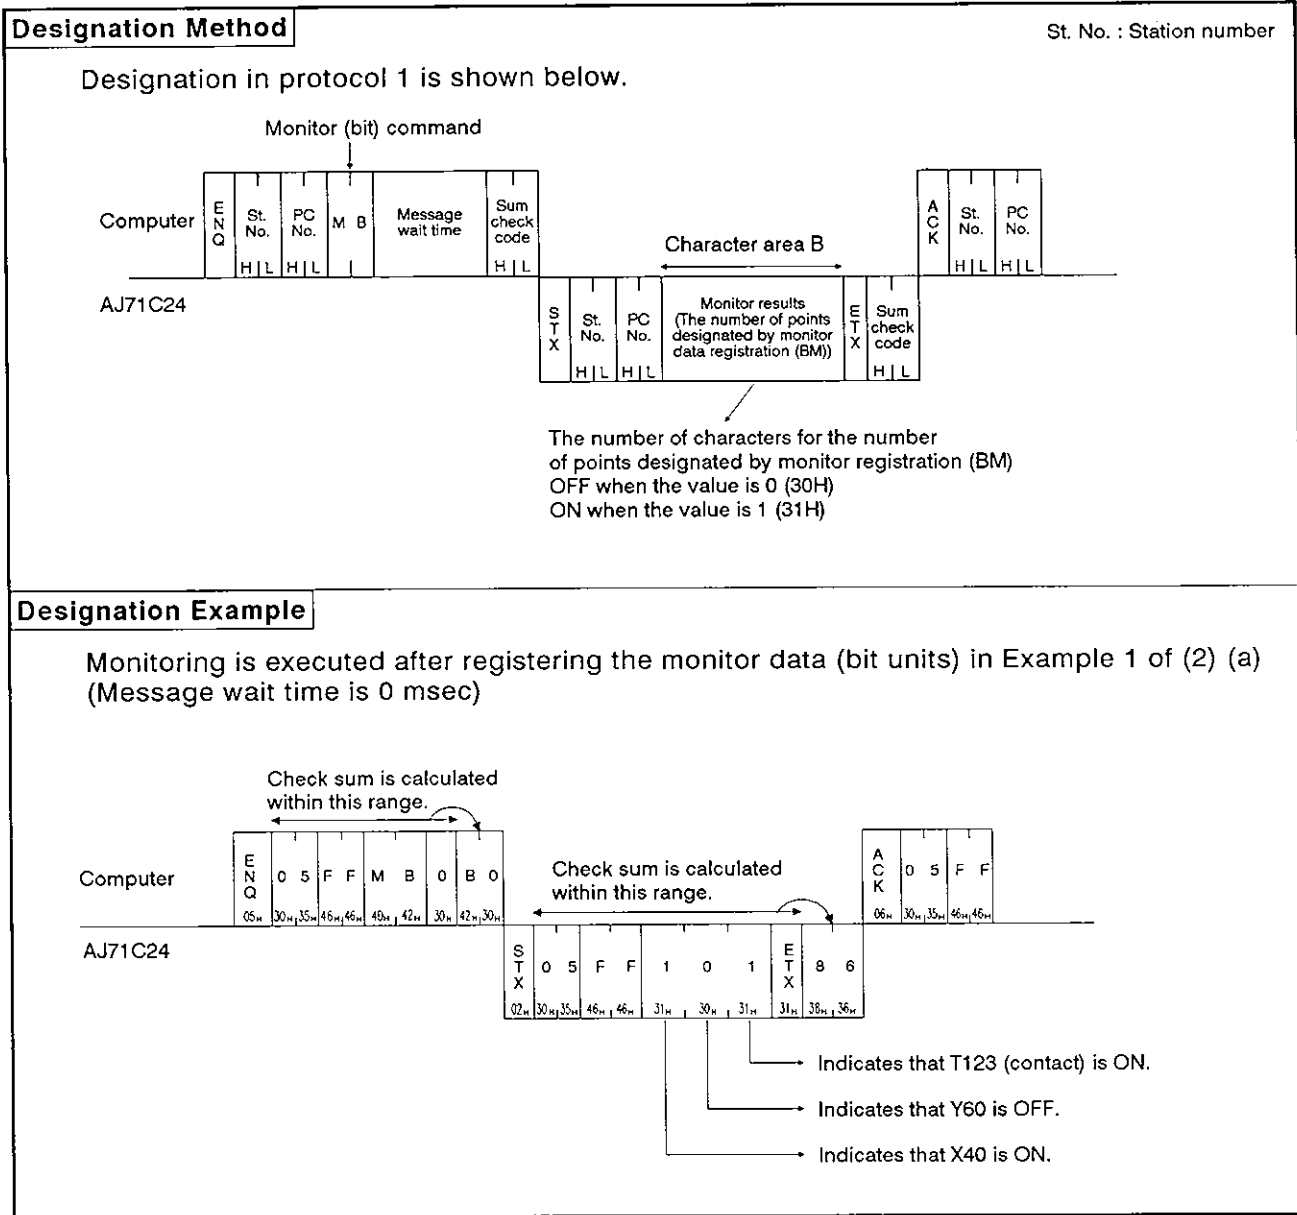 Designation Method
St. No. : Station number
Designation in protocol 1 is shown below.
Monitor (bit) command
Computer
ENQ
St. No.
H L
PC No.
H L
M B
Message wait time
Sum check code
H L
Character area B
ACK
St. No.
H L
PC No.
H L
AJ71C24
STX
St. No.
H L
PC No.
H L
Monitor results
(The number of points
designated by monitor
data registration (BM))
ETX
Sum check code
H L
The number of characters for the number
of points designated by monitor registration (BM)
OFF when the value is 0 (30H)
ON when the value is 1 (31H)
Designation Example
Monitoring is executed after registering the monitor data (bit units) in Example 1 of (2) (a)
(Message wait time is 0 msec)
Check sum is calculated
within this range.
Computer
ENQ 0 5 F F M B 0 B 0
05H 30H 35H 46H 46H 42H 30H 42H 30H
Check sum is calculated
within this range.
ACK 0 5 F F
06H 30H 35H 46H 46H
AJ71C24
STX 0 5 F F 1 0 1 ETX 8 6
02H 30H 35H 46H 46H 31H 30H 31H 31H 38H 36H
Indicates that T123 (contact) is ON.
Indicates that Y60 is OFF.
Indicates that X40 is ON.